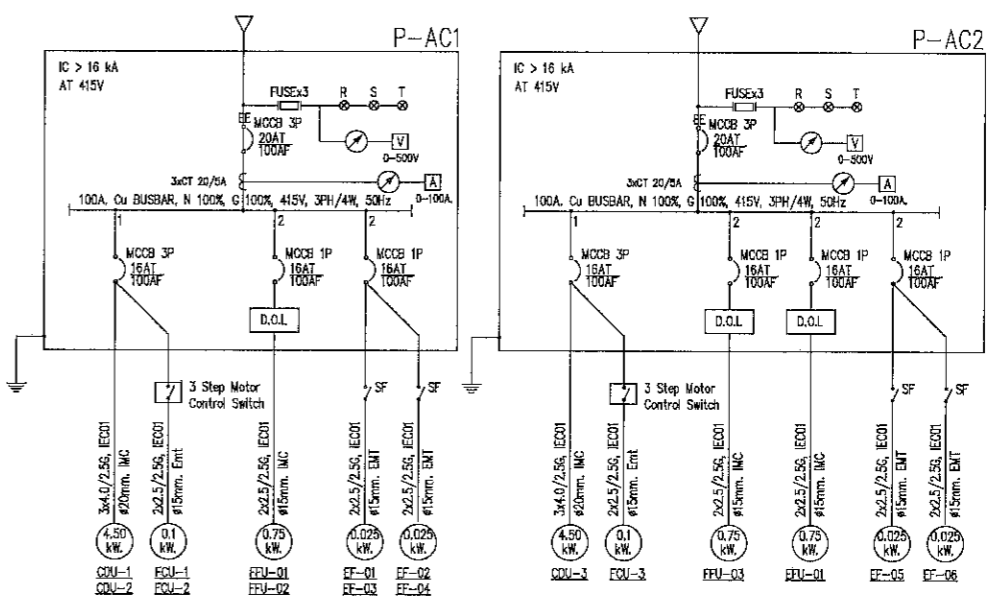 P-AC1
IC > 16 kA
AT 415V
FUSEx3
R S T
EE
MCCB 3P
20AT
100AF
V
0-500V
3xCT 20/5A
A
0-100A.
100A. Cu BUSBAR, N 100%, G 100%, 415V, 3PH/4W, 50Hz
1 2 2
MCCB 3P
16AT
100AF
MCCB 1P
16AT
100AF
MCCB 1P
16AT
100AF
D.O.L
3 Step Motor
Control Switch
SF
SF
3x4.0/2.5G, IEC01
ø20mm. IMC
2x2.5/2.5G, IEC01
ø15mm. Emt
2x2.5/2.5G, IEC01
ø15mm. IMC
2x2.5/2.5G, IEC01
ø15mm. EMT
2x2.5/2.5G, IEC01
ø15mm. EMT
4.50
kW.
0.1
kW.
0.75
kW.
0.025
kW.
0.025
kW.
CDU-1
CDU-2
FCU-1
FCU-2
FFU-01
FFU-02
EF-01
EF-03
EF-02
EF-04
P-AC2
IC > 16 kA
AT 415V
FUSEx3
R S T
EE
MCCB 3P
20AT
100AF
V
0-500V
3xCT 20/5A
A
0-100A.
100A. Cu BUSBAR, N 100%, G 100%, 415V, 3PH/4W, 50Hz
1 2 2 2
MCCB 3P
16AT
100AF
MCCB 1P
16AT
100AF
MCCB 1P
16AT
100AF
MCCB 1P
16AT
100AF
D.O.L
D.O.L
3 Step Motor
Control Switch
SF
SF
3x4.0/2.5G, IEC01
ø20mm. IMC
2x2.5/2.5G, IEC01
ø15mm. Emt
2x2.5/2.5G, IEC01
ø15mm. IMC
2x2.5/2.5G, IEC01
ø15mm. IMC
2x2.5/2.5G, IEC01
ø15mm. EMT
2x2.5/2.5G, IEC01
ø15mm. EMT
4.50
kW.
0.1
kW.
0.75
kW.
0.75
kW.
0.025
kW.
0.025
kW.
CDU-3
FCU-3
FFU-03
EFU-01
EF-05
EF-06